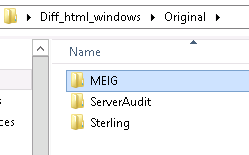 Diff_html_windows Original
Name
MEIG
ServerAudit
ces
Sterling